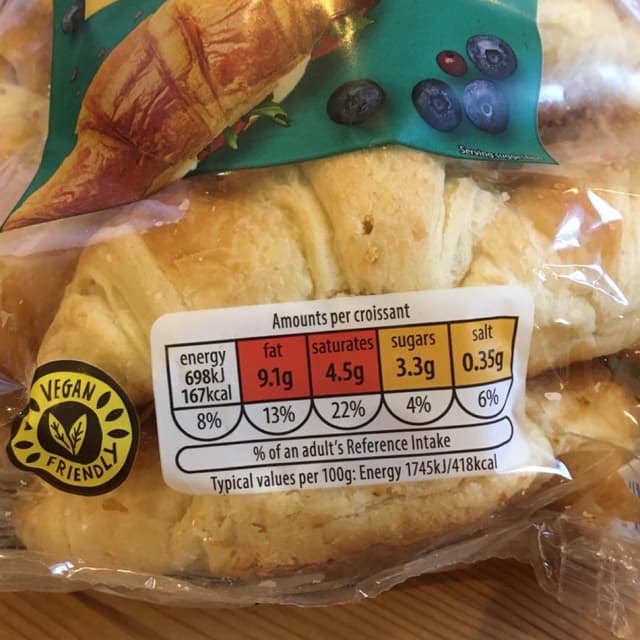 Serving suggestion
Amounts per croissant
energy
698kJ
167kcal
8%
fat
9.1g
13%
saturates
4.5g
22%
sugars
3.3g
4%
salt
0.35g
6%
% of an adult's Reference Intake
Typical values per 100g: Energy 1745kJ/418kcal
VEGAN
FRIENDLY